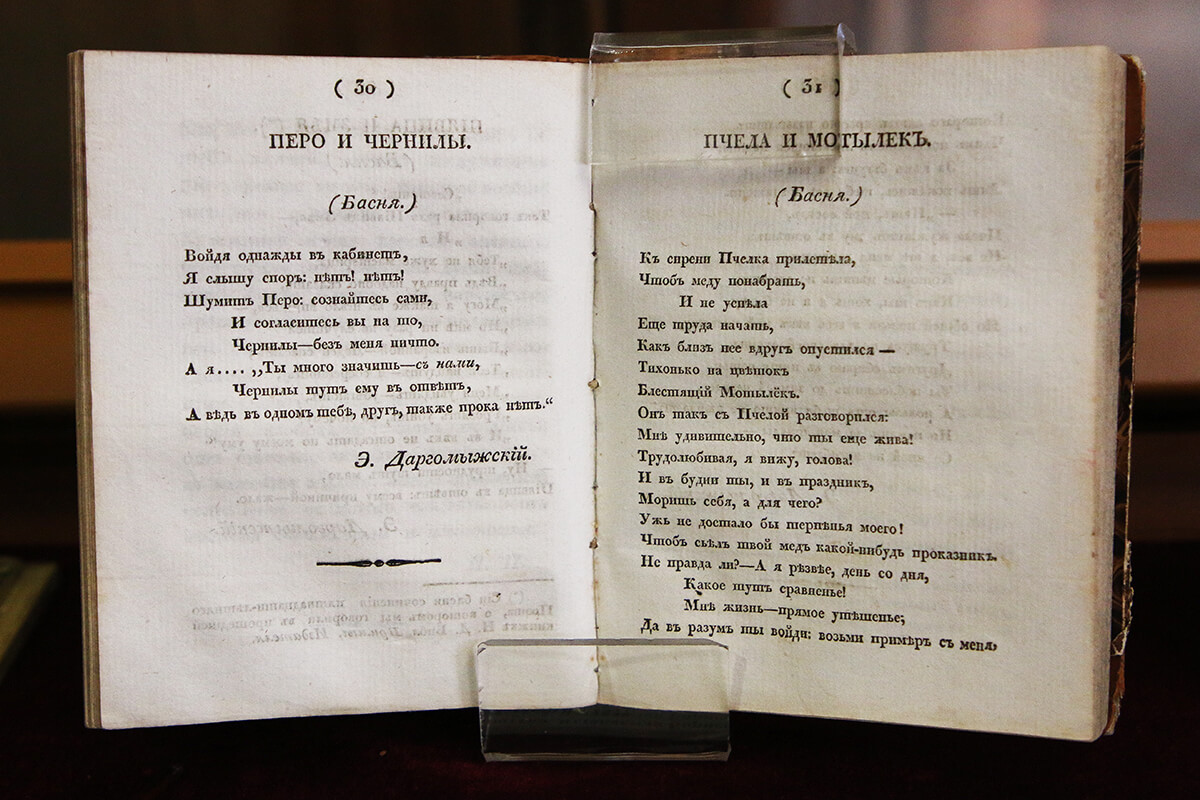 ( 30 )
ПЕРО И ЧЕРНИЛЫ.
(Басня.)
Войдя однажды въ кабинетъ,
Я слышу споръ: нѣтъ! нѣтъ!
Шумитъ Перо: сознайтесь сами,
И согласитесь вы на то,
Чернилы—безъ меня ничто.
А я.... ,,Ты много значишь—съ нами,
Чернилы тутъ ему въ отвѣтъ,
А вѣдь въ одномъ тебѣ, другъ, также прока нѣтъ.“
Э. Даргомыжскій.
( 31 )
ПЧЕЛА И МОТЫЛЕКЪ.
(Басня.)
Къ сирени Пчелка прилетѣла,
Чтобъ меду понабрать,
И не успѣла
Еще труда начать,
Какъ близъ нее вдругъ опустился —
Тихонько на цвѣтокъ
Блестящій Мотылёкъ.
Онъ такъ съ Пчелой разговорился:
Мнѣ удивительно, что ты еще жива!
Трудолюбивая, я вижу, голова!
И въ будни ты, и въ праздникъ,
Моришь себя, а для чего?
Ужь не достало бы терпѣнья моего!
Чтобъ съѣлъ твой медъ какой-нибудь проказникъ.
Не правда ли?—А я рѣзвѣе, день со дня,
Какое тутъ сравненье!
Мнѣ жизнь—прямое утѣшенье;
Да въ разумъ ты войди: возьми примѣръ съ меня,